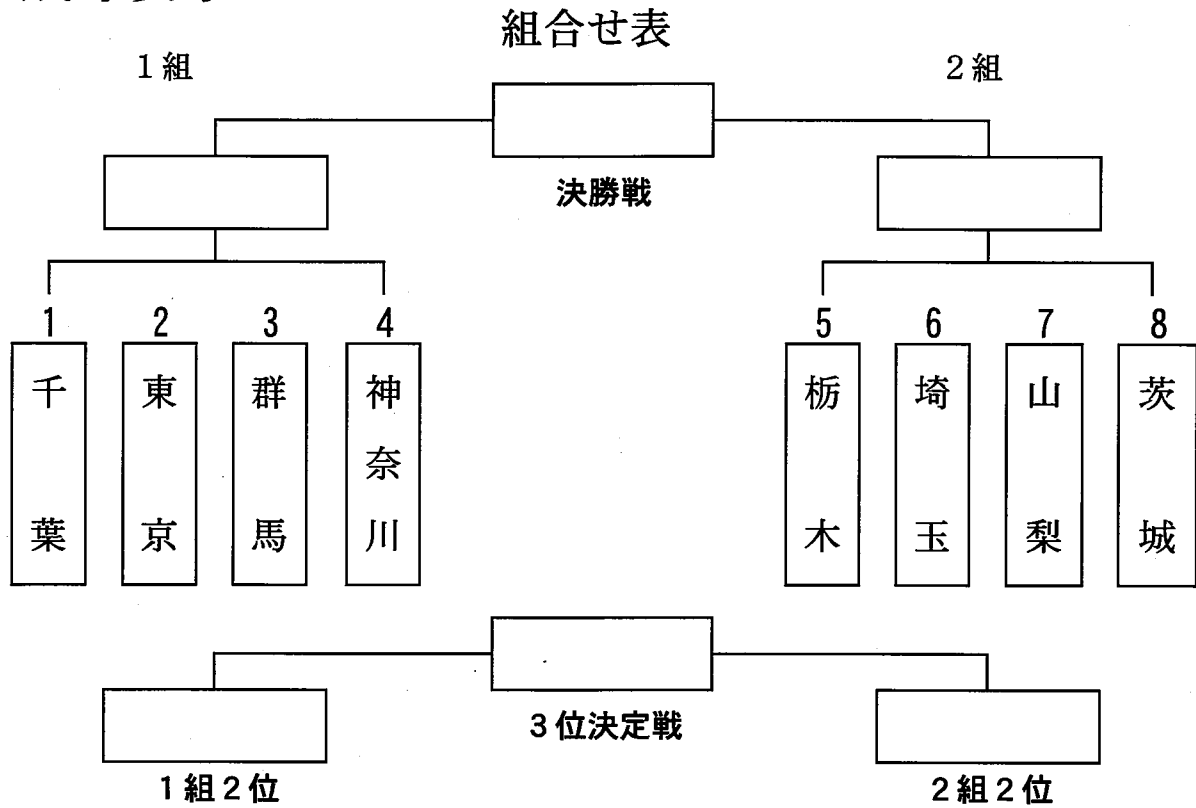 組合せ表
1組
2組
決勝戦
1 2 3 4 5 6 7 8
千葉
東京
群馬
神奈川
栃木
埼玉
山梨
茨城
3位決定戦
1組2位
2組2位